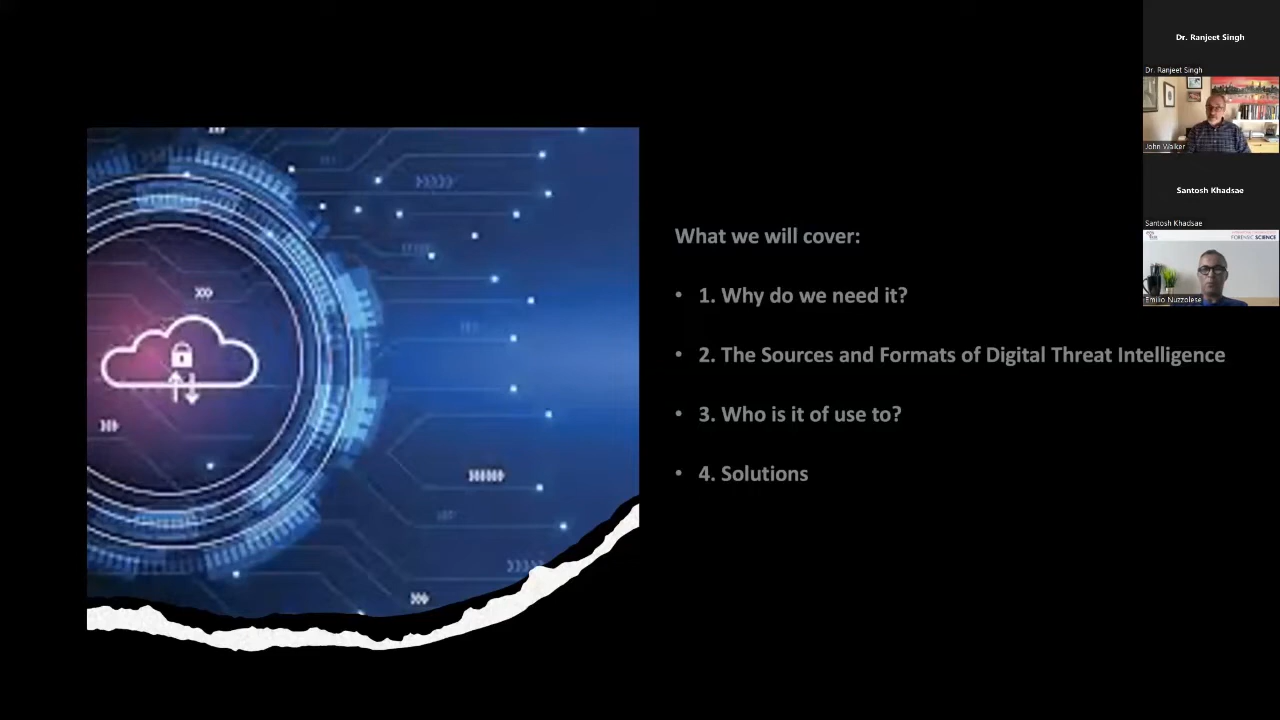 What we will cover:
• 1. Why do we need it?
• 2. The Sources and Formats of Digital Threat Intelligence
• 3. Who is it of use to?
• 4. Solutions
Dr. Ranjeet Singh
Dr. Ranjeet Singh
John Walker
Santosh Khadsae
Santosh Khadsae
FORENSIC SCIENCE
Emilio Nuzzolese